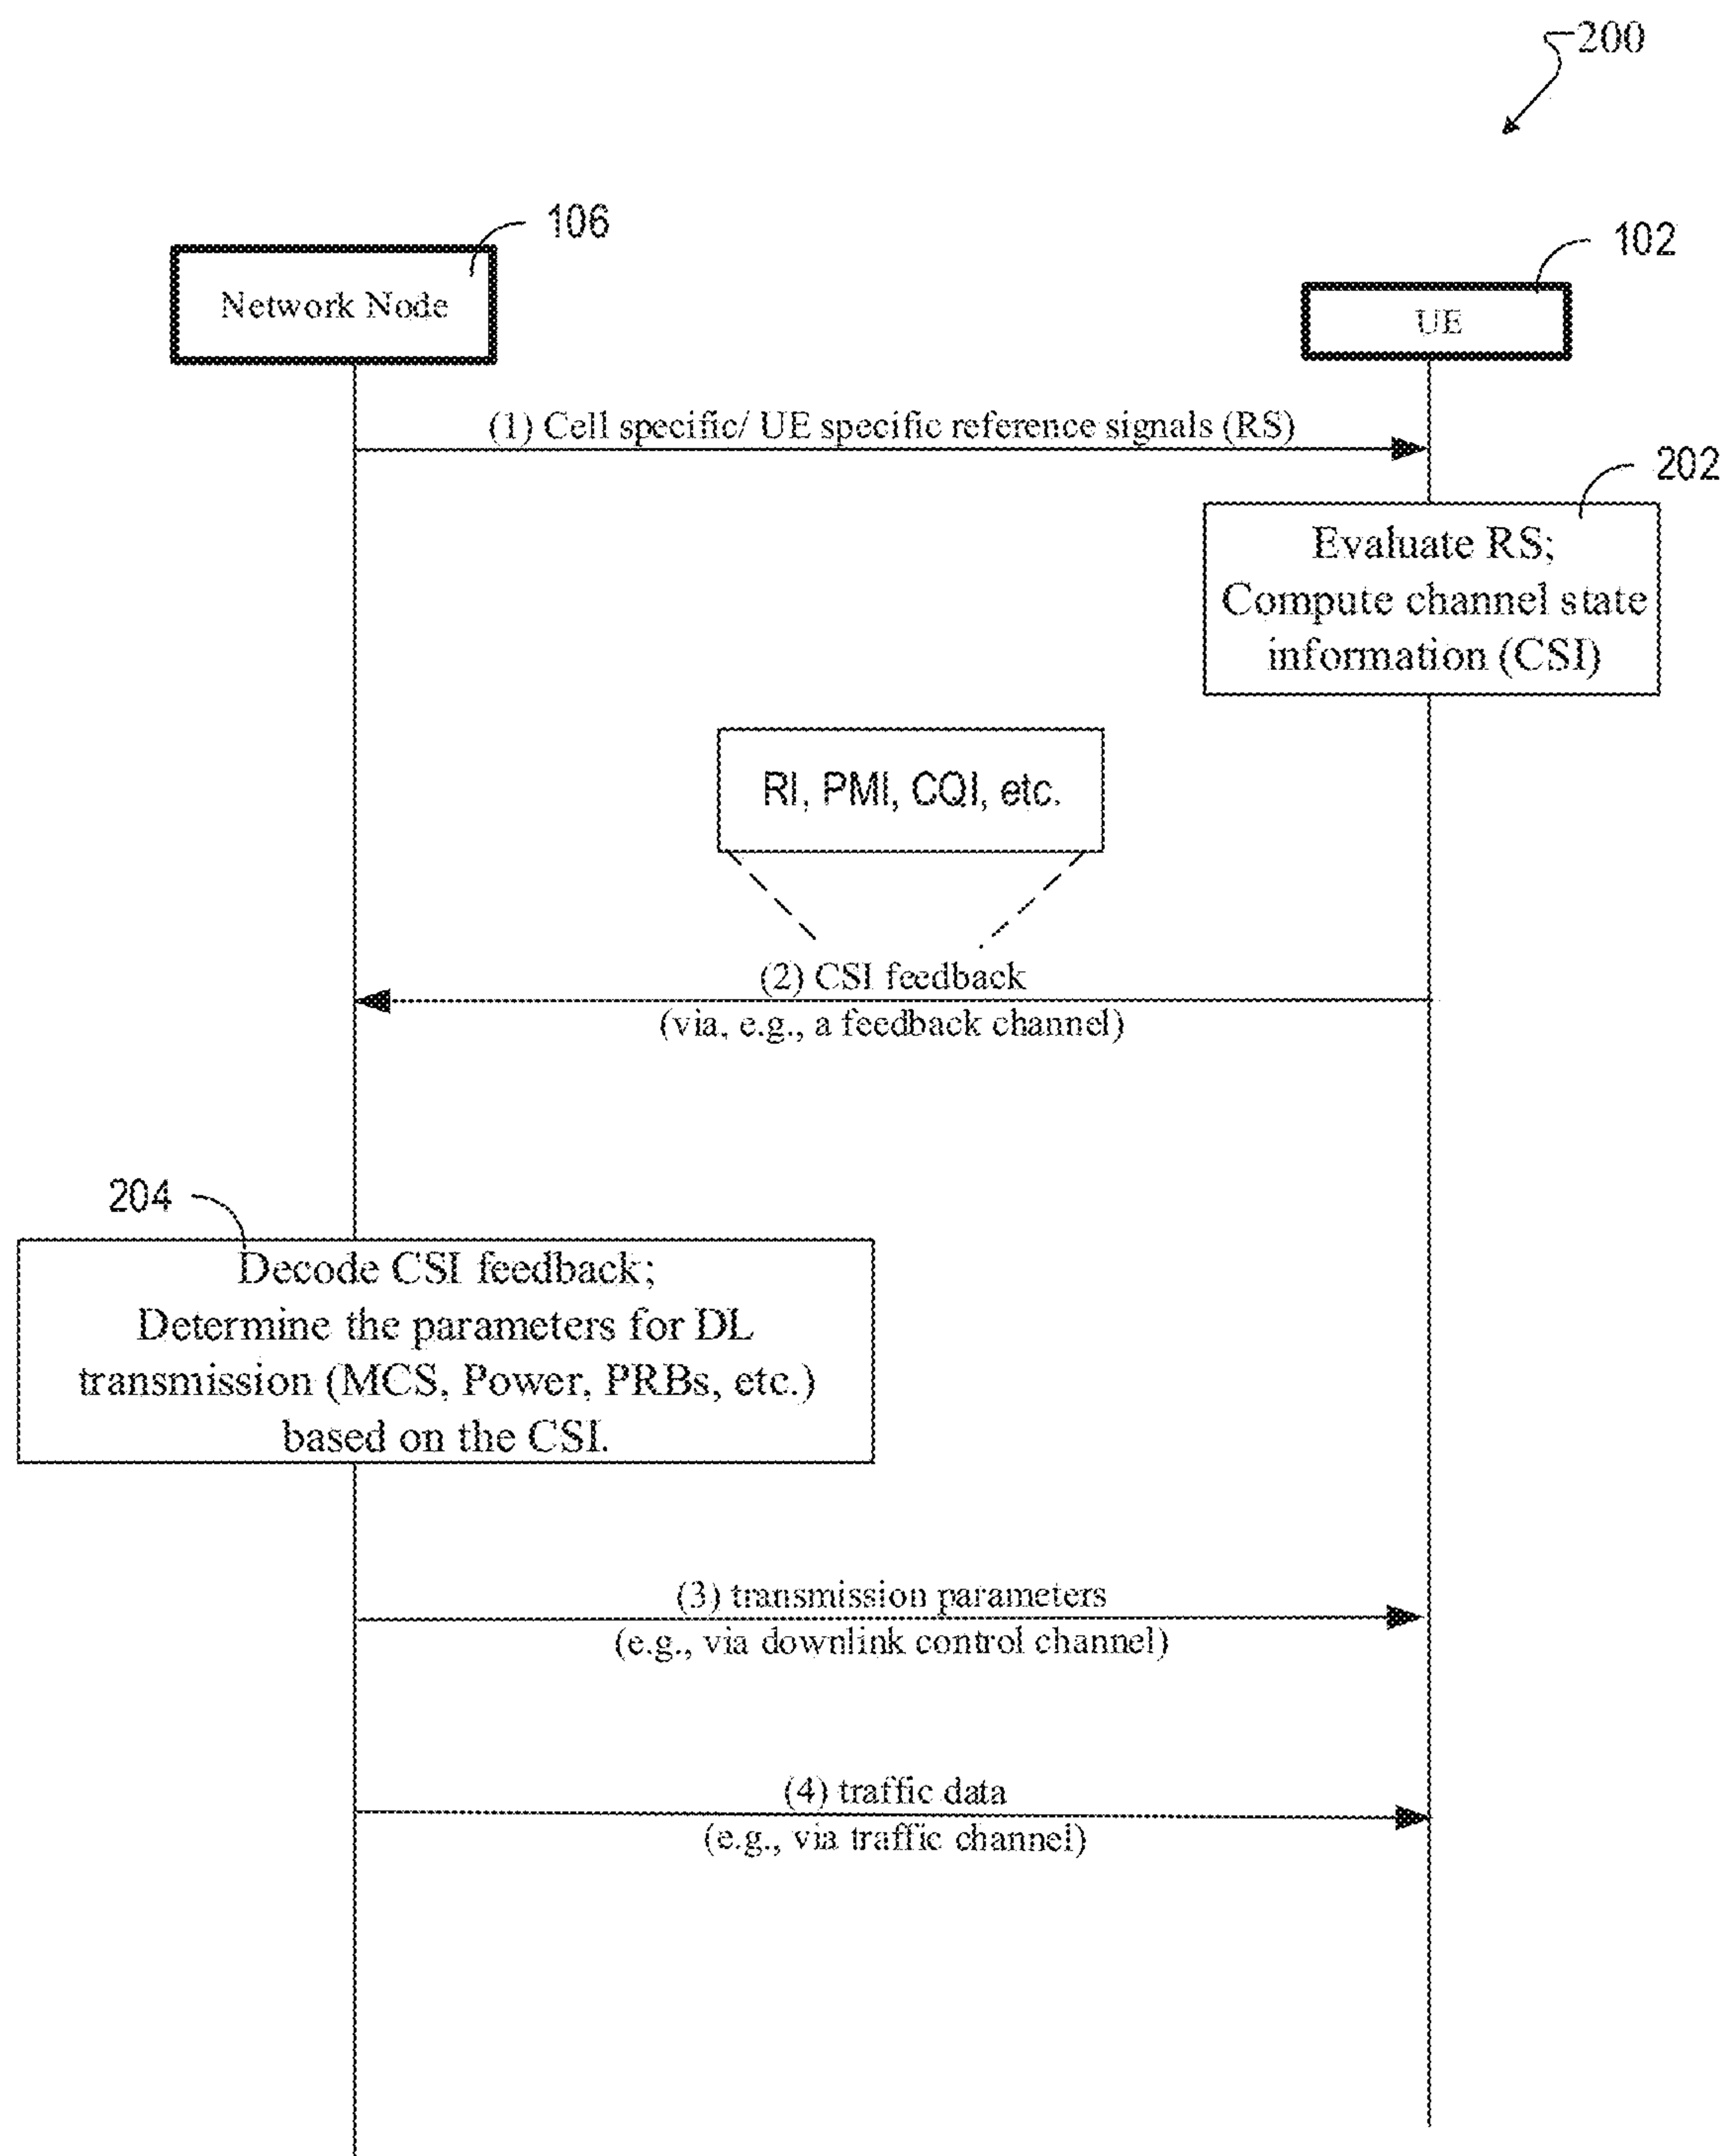 200
106
Network Node
102
UE
(1) Cell specific/ UE specific reference signals (RS)
202
Evaluate RS;
Compute channel state
information (CSI)
RI, PMI, CQI, etc.
(2) CSI feedback
(via, e.g., a feedback channel)
204
Decode CSI feedback;
Determine the parameters for DL
transmission (MCS, Power, PRBs, etc.)
based on the CSI.
(3) transmission parameters
(e.g., via downlink control channel)
(4) traffic data
(e.g., via traffic channel)